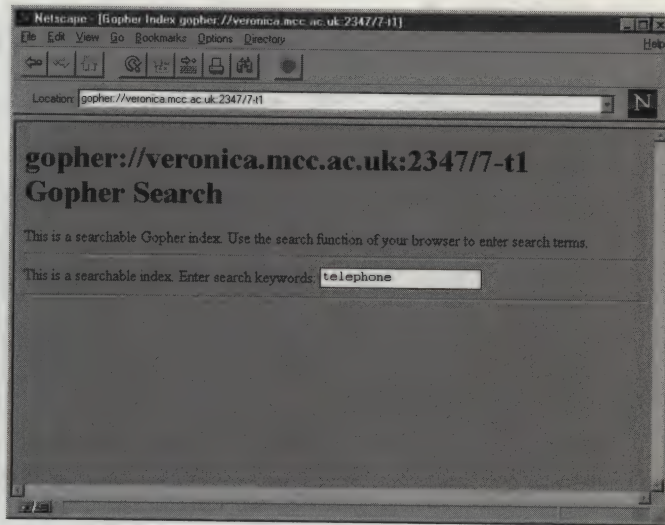 Netscape - [Gopher Index gopher://veronica.mcc.ac.uk:2347/7-t1]
File Edit View Go Bookmarks Options Directory
Help
Location: gopher://veronica.mcc.ac.uk:2347/7-t1
N
gopher://veronica.mcc.ac.uk:2347/7-t1
Gopher Search
This is a searchable Gopher index. Use the search function of your browser to enter search terms.
This is a searchable index. Enter search keywords: telephone